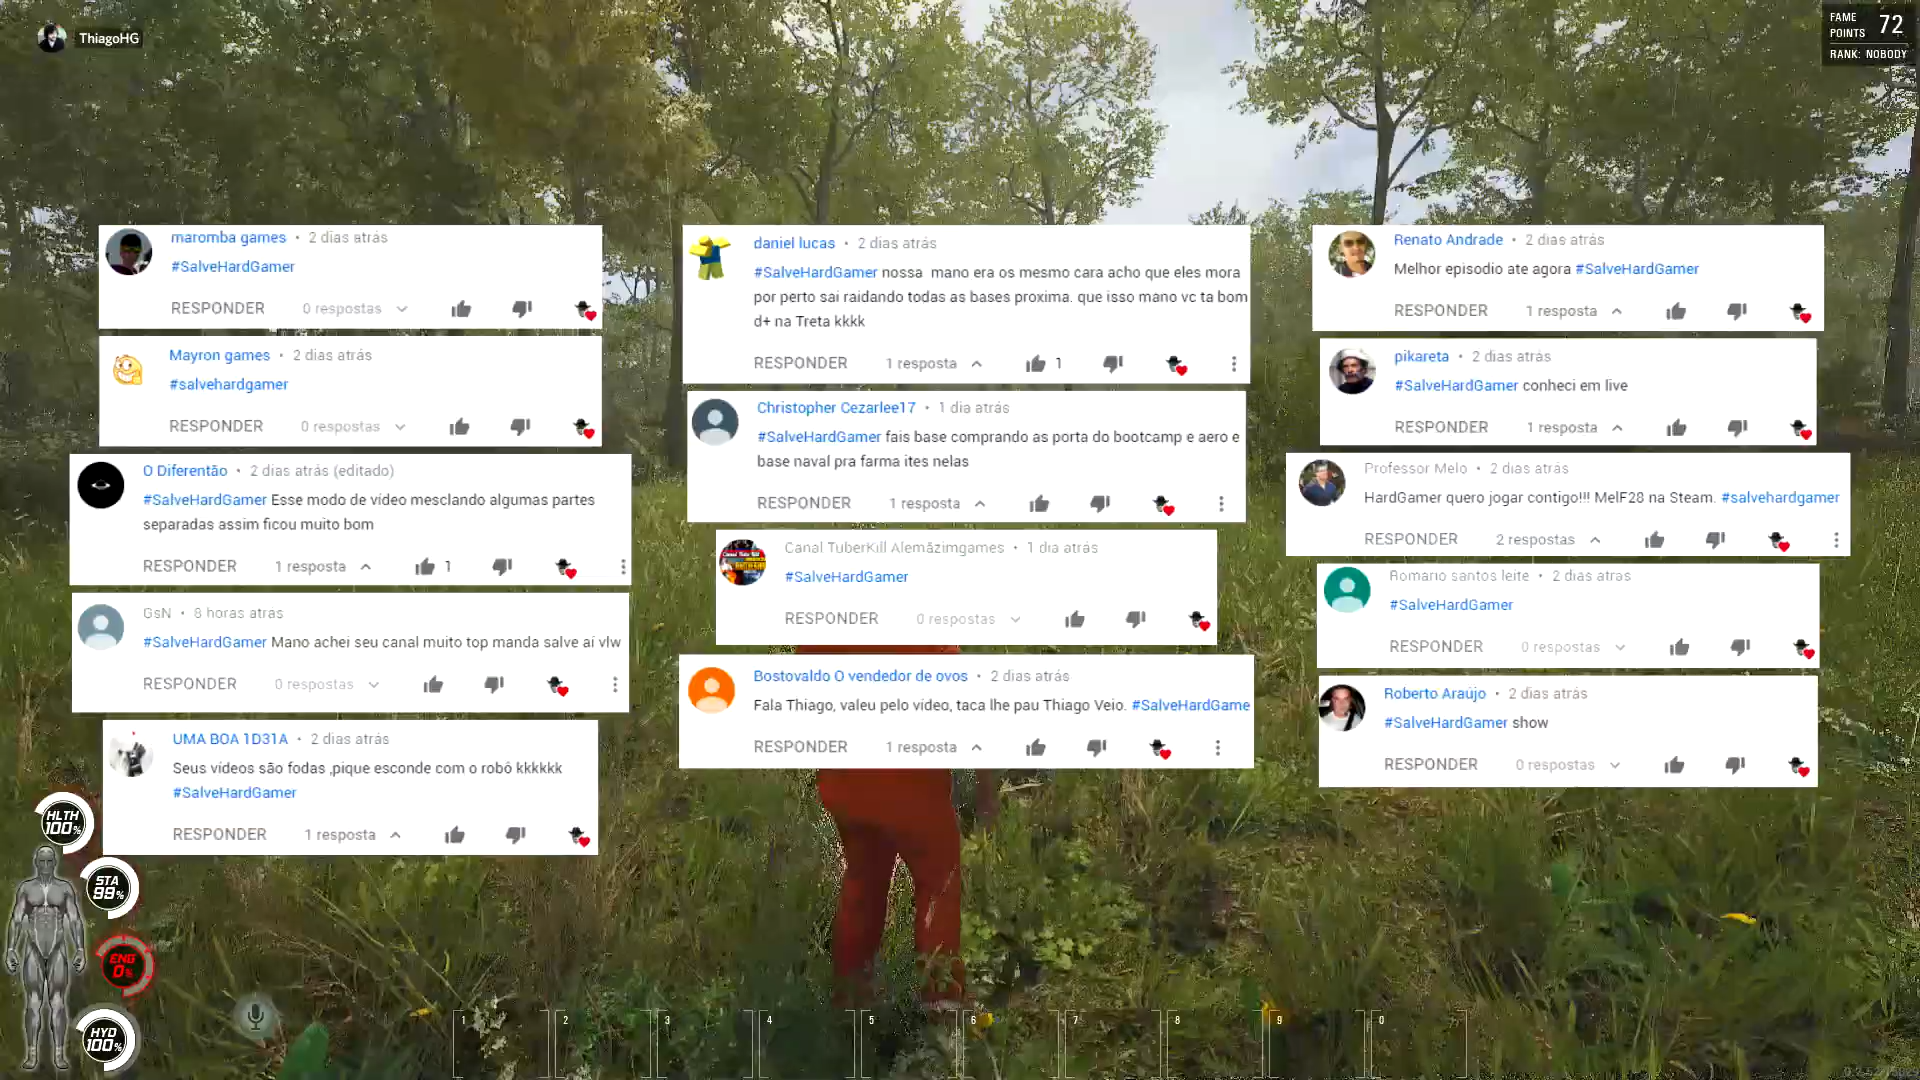 ThiagoHG
FAME
POINTS 72
RANK: NOBODY
maromba games • 2 dias atrás
#SalveHardGamer
RESPONDER 0 respostas
Mayron games • 2 dias atrás
#salvehardgamer
RESPONDER 0 respostas
O Diferentão • 2 dias atrás (editado)
#SalveHardGamer Esse modo de vídeo mesclando algumas partes
separadas assim ficou muito bom
RESPONDER 1 resposta 1
GsN • 8 horas atrás
#SalveHardGamer Mano achei seu canal muito top manda salve aí vlw
RESPONDER 0 respostas
UMA BOA 1D31A • 2 dias atrás
Seus vídeos são fodas ,pique esconde com o robô kkkkkk
#SalveHardGamer
RESPONDER 1 resposta
daniel lucas • 2 dias atrás
#SalveHardGamer nossa mano era os mesmo cara acho que eles mora
por perto sai raidando todas as bases proxima. que isso mano vc ta bom
d+ na Treta kkkk
RESPONDER 1 resposta 1
Christopher Cezarlee17 • 1 dia atrás
#SalveHardGamer fais base comprando as porta do bootcamp e aero e
base naval pra farma ites nelas
RESPONDER 1 resposta
Canal TuberKill Alemãzimgames • 1 dia atrás
#SalveHardGamer
RESPONDER 0 respostas
Bostovaldo O vendedor de ovos • 2 dias atrás
Fala Thiago, valeu pelo vídeo, taca lhe pau Thiago Veio. #SalveHardGame
RESPONDER 1 resposta
Renato Andrade • 2 dias atrás
Melhor episodio ate agora #SalveHardGamer
RESPONDER 1 resposta
pikareta • 2 dias atrás
#SalveHardGamer conheci em live
RESPONDER 1 resposta
Professor Melo • 2 dias atrás
HardGamer quero jogar contigo!!! MelF28 na Steam. #salvehardgamer
RESPONDER 2 respostas
Romario santos leite • 2 dias atrás
#SalveHardGamer
RESPONDER 0 respostas
Roberto Araújo • 2 dias atrás
#SalveHardGamer show
RESPONDER 0 respostas
HLTH
100%
STA
99%
ENG
0%
HYD
100%
1 2 3 4 5 6 7 8 9 0